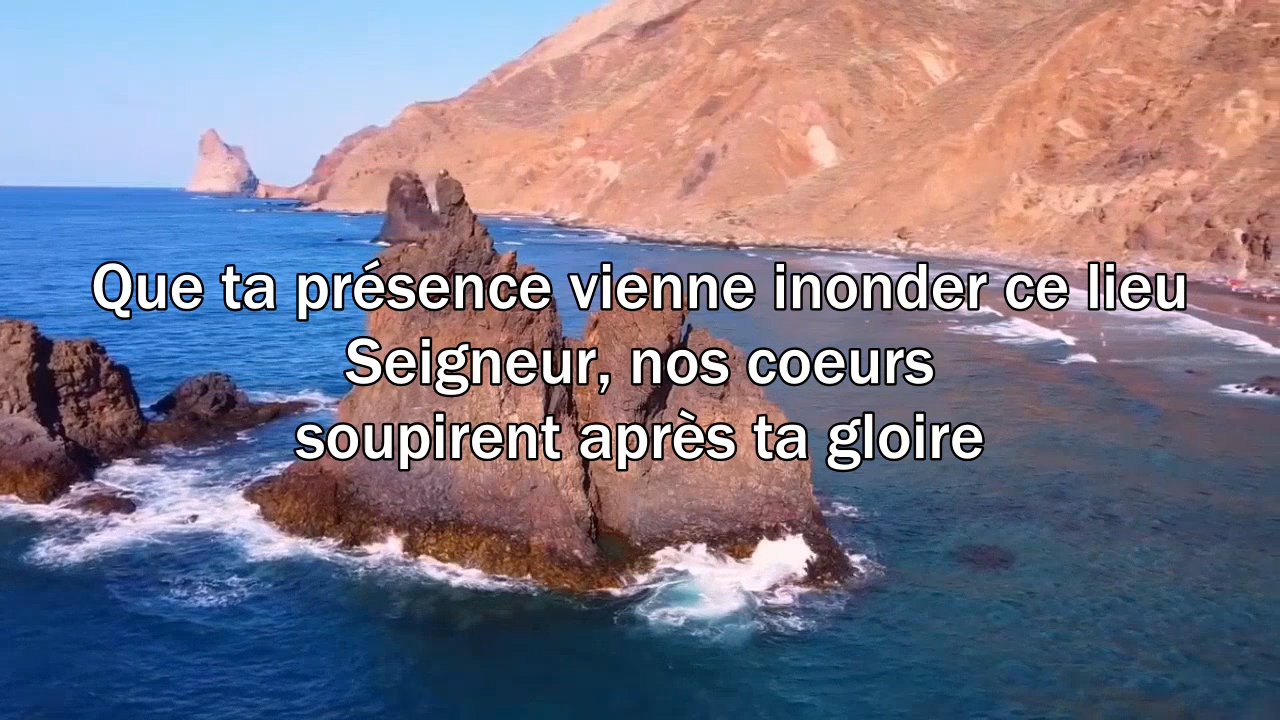 Que ta présence vienne inonder ce lieu
Seigneur, nos coeurs
soupirent après ta gloire